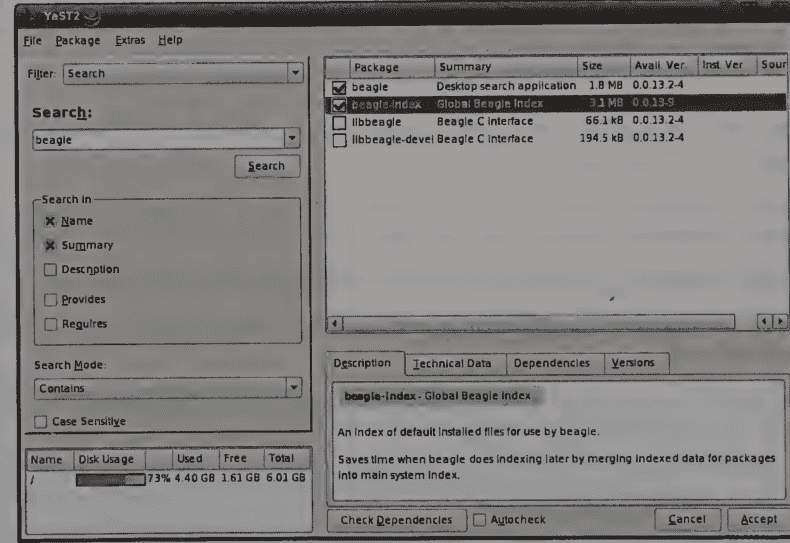 YaST2
File Package Extras Help
Filter: Search
Search:
beagle
Search
Search in
Name
Summary
Description
Provides
Requires
Search Mode:
Contains
Case Sensitive
Name Disk Usage Used Free Total
/ 73% 4.40 GB 1.61 GB 6.01 GB
Package Summary Size Avail. Ver. Inst. Ver Sour
beagle Desktop search application 1.8 MB 0.0.13.2-4
beagle-index Global Beagle Index 3.1 MB 0.0.13-9
libbeagle Beagle C interface 66.1 kB 0.0.13.2-4
libbeagle-devel Beagle C interface 194.5 kB 0.0.13.2-4
Description Technical Data Dependencies Versions
beagle-index - Global Beagle Index
An index of default installed files for use by beagle.
Saves time when beagle does indexing later by merging indexed data for packages
into main system index.
Check Dependencies Autocheck Cancel Accept